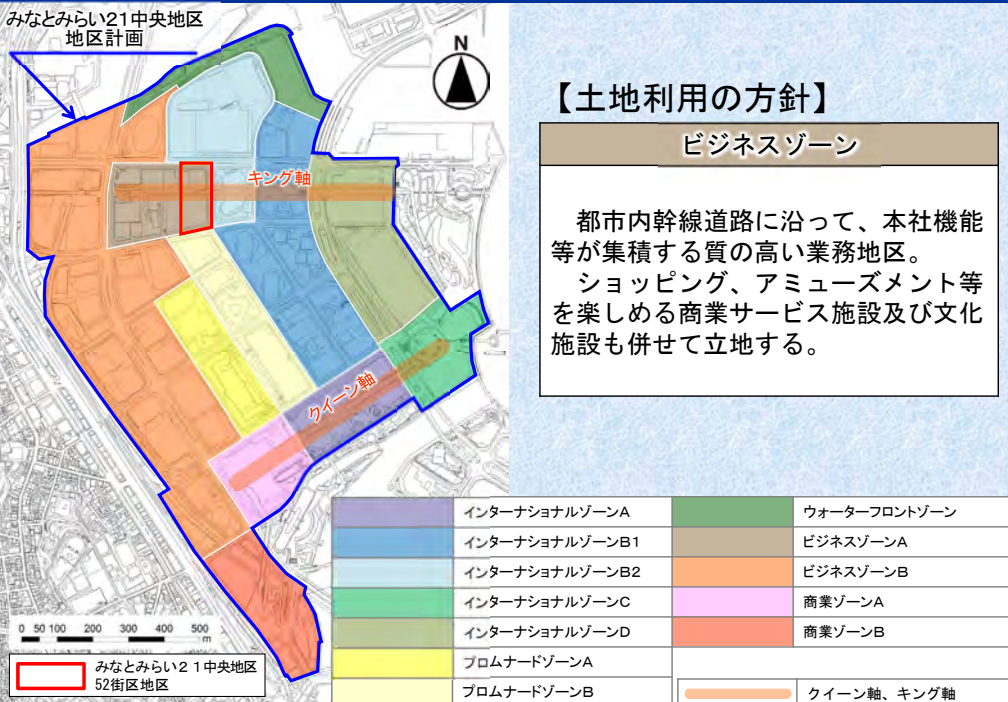 みなとみらい21中央地区
地区計画
N
キング軸
クイーン軸
0 50 100 200 300 400 500
m
みなとみらい21中央地区
52街区地区
【土地利用の方針】
ビジネスゾーン
都市内幹線道路に沿って、本社機能
等が集積する質の高い業務地区。
ショッピング、アミューズメント等
を楽しめる商業サービス施設及び文化
施設も併せて立地する。
インターナショナルゾーンA
インターナショナルゾーンB1
インターナショナルゾーンB2
インターナショナルゾーンC
インターナショナルゾーンD
プロムナードゾーンA
プロムナードゾーンB
ウォーターフロントゾーン
ビジネスゾーンA
ビジネスゾーンB
商業ゾーンA
商業ゾーンB
クイーン軸、キング軸